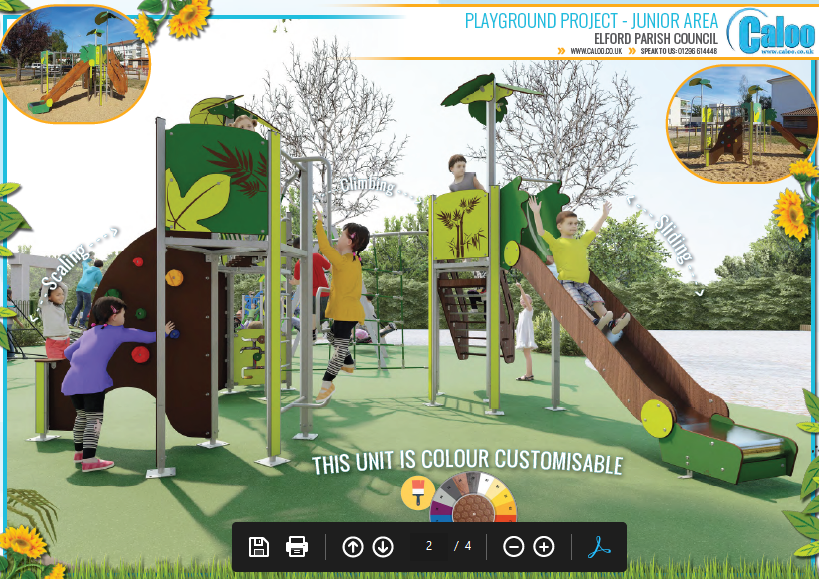 PLAYGROUND PROJECT - JUNIOR AREA
ELFORD PARISH COUNCIL
WWW.CALOO.CO.UK SPEAK TO US: 01296 614448
Caloo
www.caloo.co.uk
Climbing
Scaling
Sliding
THIS UNIT IS COLOUR CUSTOMISABLE
2 / 4